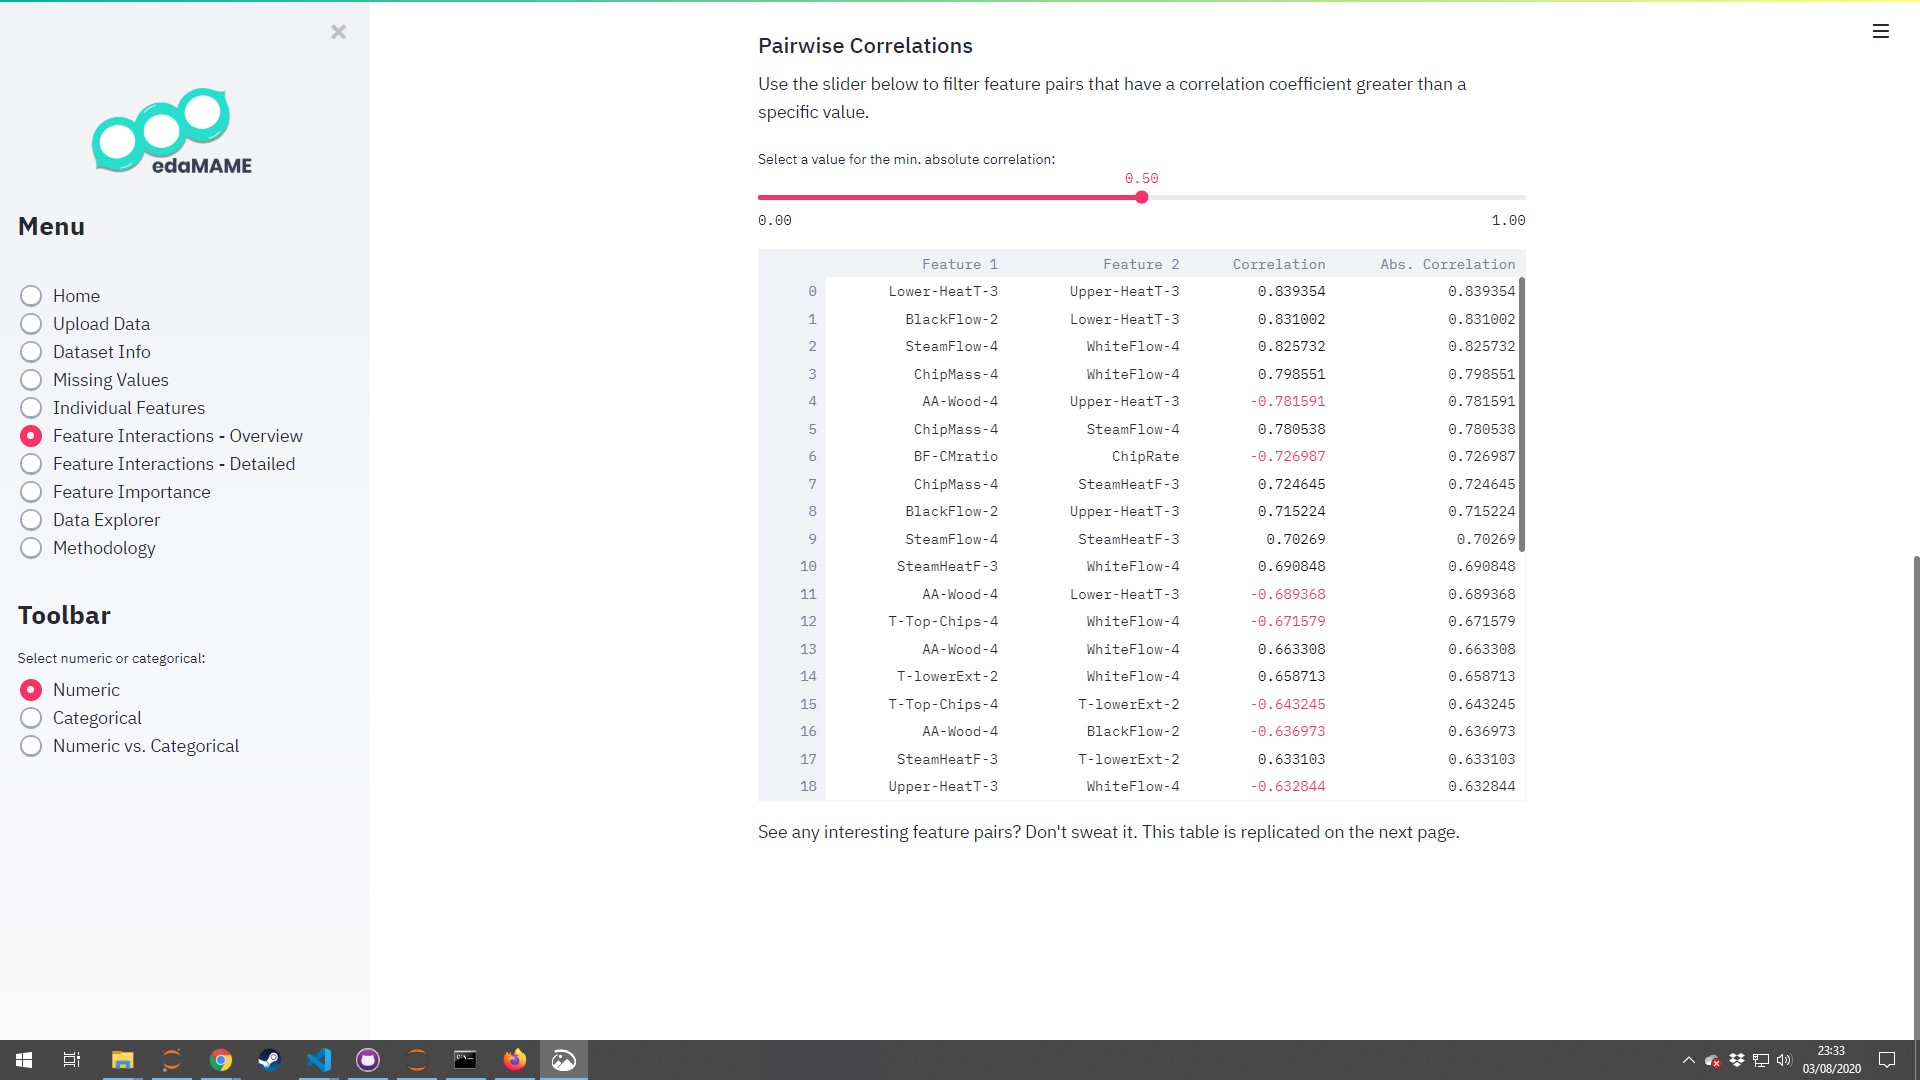 ×
edaMAME
Menu
Home
Upload Data
Dataset Info
Missing Values
Individual Features
Feature Interactions - Overview
Feature Interactions - Detailed
Feature Importance
Data Explorer
Methodology
Toolbar
Select numeric or categorical:
Numeric
Categorical
Numeric vs. Categorical
Pairwise Correlations
Use the slider below to filter feature pairs that have a correlation coefficient greater than a
specific value.
Select a value for the min. absolute correlation:
0.50
0.00 1.00
Feature 1 Feature 2 Correlation Abs. Correlation
0 Lower-HeatT-3 Upper-HeatT-3 0.839354 0.839354
1 BlackFlow-2 Lower-HeatT-3 0.831002 0.831002
2 SteamFlow-4 WhiteFlow-4 0.825732 0.825732
3 ChipMass-4 WhiteFlow-4 0.798551 0.798551
4 AA-Wood-4 Upper-HeatT-3 -0.781591 0.781591
5 ChipMass-4 SteamFlow-4 0.780538 0.780538
6 BF-CMratio ChipRate -0.726987 0.726987
7 ChipMass-4 SteamHeatF-3 0.724645 0.724645
8 BlackFlow-2 Upper-HeatT-3 0.715224 0.715224
9 SteamFlow-4 SteamHeatF-3 0.70269 0.70269
10 SteamHeatF-3 WhiteFlow-4 0.690848 0.690848
11 AA-Wood-4 Lower-HeatT-3 -0.689368 0.689368
12 T-Top-Chips-4 WhiteFlow-4 -0.671579 0.671579
13 AA-Wood-4 WhiteFlow-4 0.663308 0.663308
14 T-lowerExt-2 WhiteFlow-4 0.658713 0.658713
15 T-Top-Chips-4 T-lowerExt-2 -0.643245 0.643245
16 AA-Wood-4 BlackFlow-2 -0.636973 0.636973
17 SteamHeatF-3 T-lowerExt-2 0.633103 0.633103
18 Upper-HeatT-3 WhiteFlow-4 -0.632844 0.632844
See any interesting feature pairs? Don't sweat it. This table is replicated on the next page.
23:33
03/08/2020